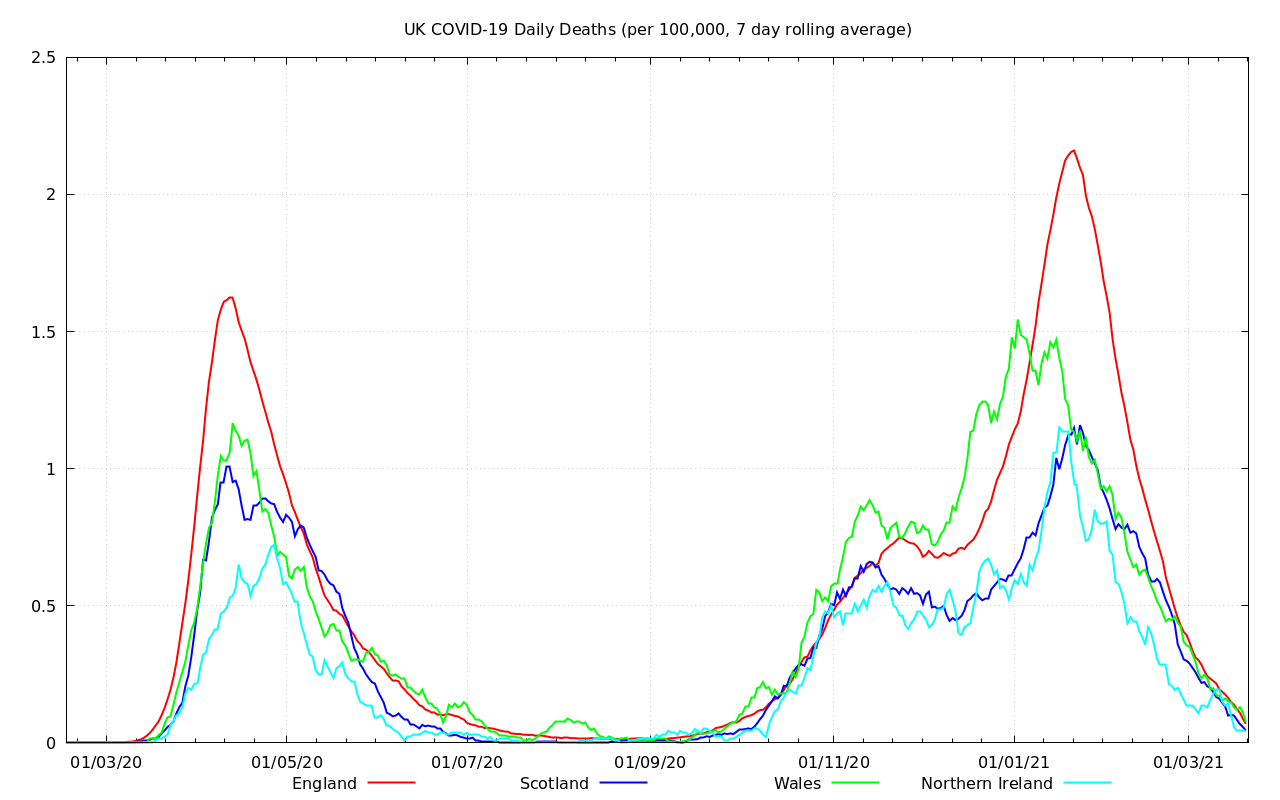 UK COVID-19 Daily Deaths (per 100,000, 7 day rolling average)
2.5
2
1.5
1
0.5
0
01/03/20 01/05/20 01/07/20 01/09/20 01/11/20 01/01/21 01/03/21
England Scotland Wales Northern Ireland